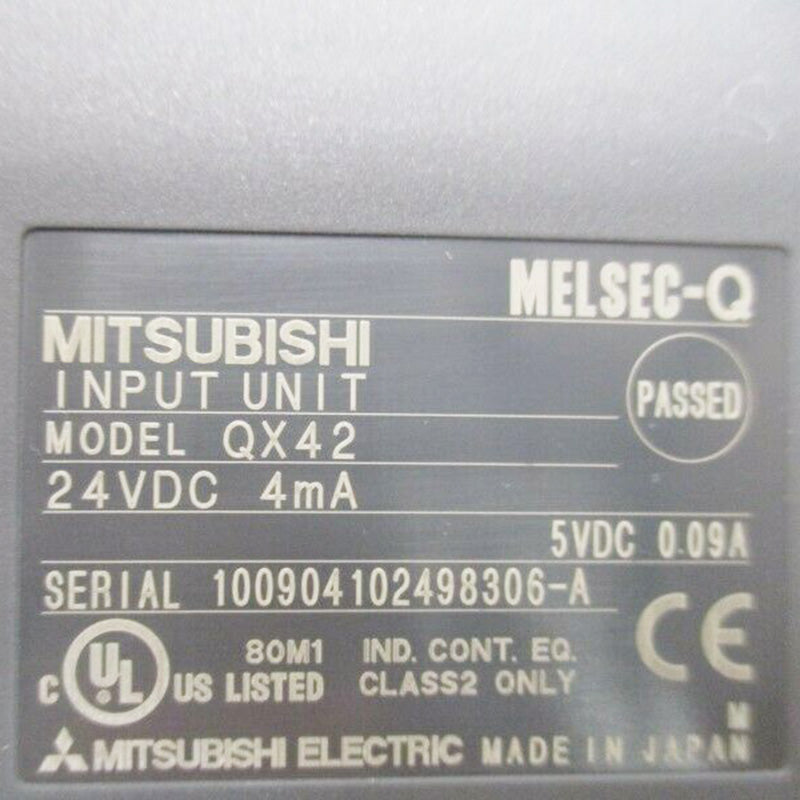 MELSEC-Q
MITSUBISHI
INPUT UNIT
PASSED
MODEL QX42
24VDC 4mA
5VDC 0.09A
SERIAL 100904102498306-A
CE
80M1 IND. CONT. EQ.
C UL US LISTED CLASS2 ONLY
M
MITSUBISHI ELECTRIC MADE IN JAPAN